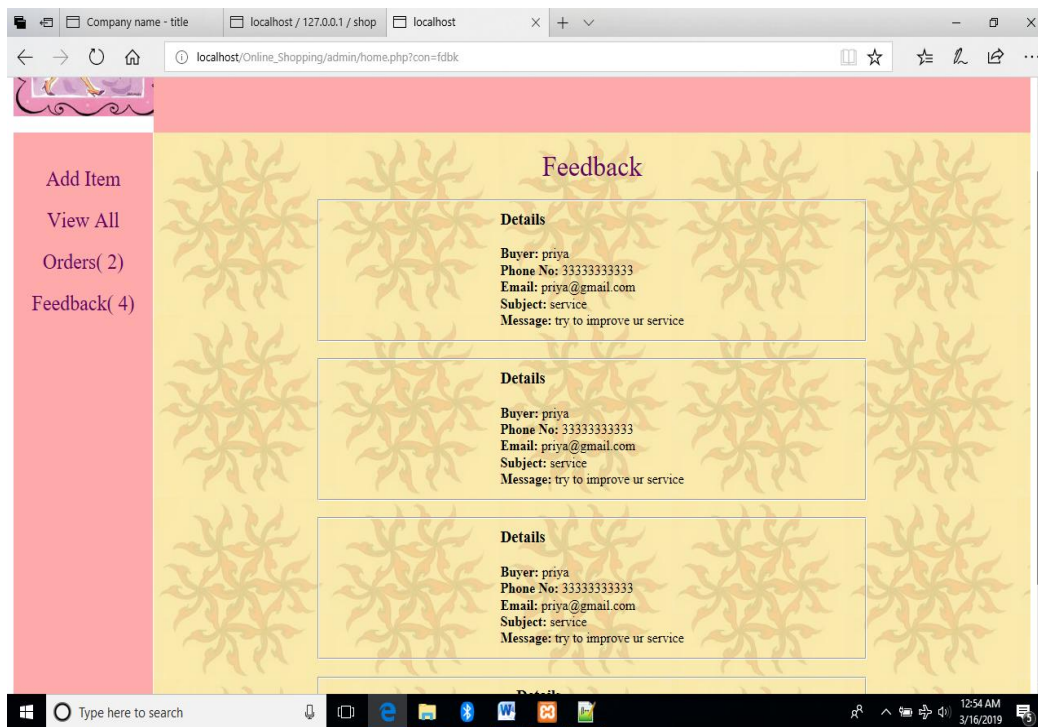 Company name - title
localhost / 127.0.0.1 / shop
localhost
localhost/Online_Shopping/admin/home.php?con=fdbk
Add Item
View All
Orders( 2)
Feedback( 4)
Feedback
Details
Buyer: priya
Phone No: 33333333333
Email: priya@gmail.com
Subject: service
Message: try to improve ur service
Details
Buyer: priya
Phone No: 33333333333
Email: priya@gmail.com
Subject: service
Message: try to improve ur service
Details
Buyer: priya
Phone No: 33333333333
Email: priya@gmail.com
Subject: service
Message: try to improve ur service
Details
Type here to search
12:54 AM
3/16/2019
5